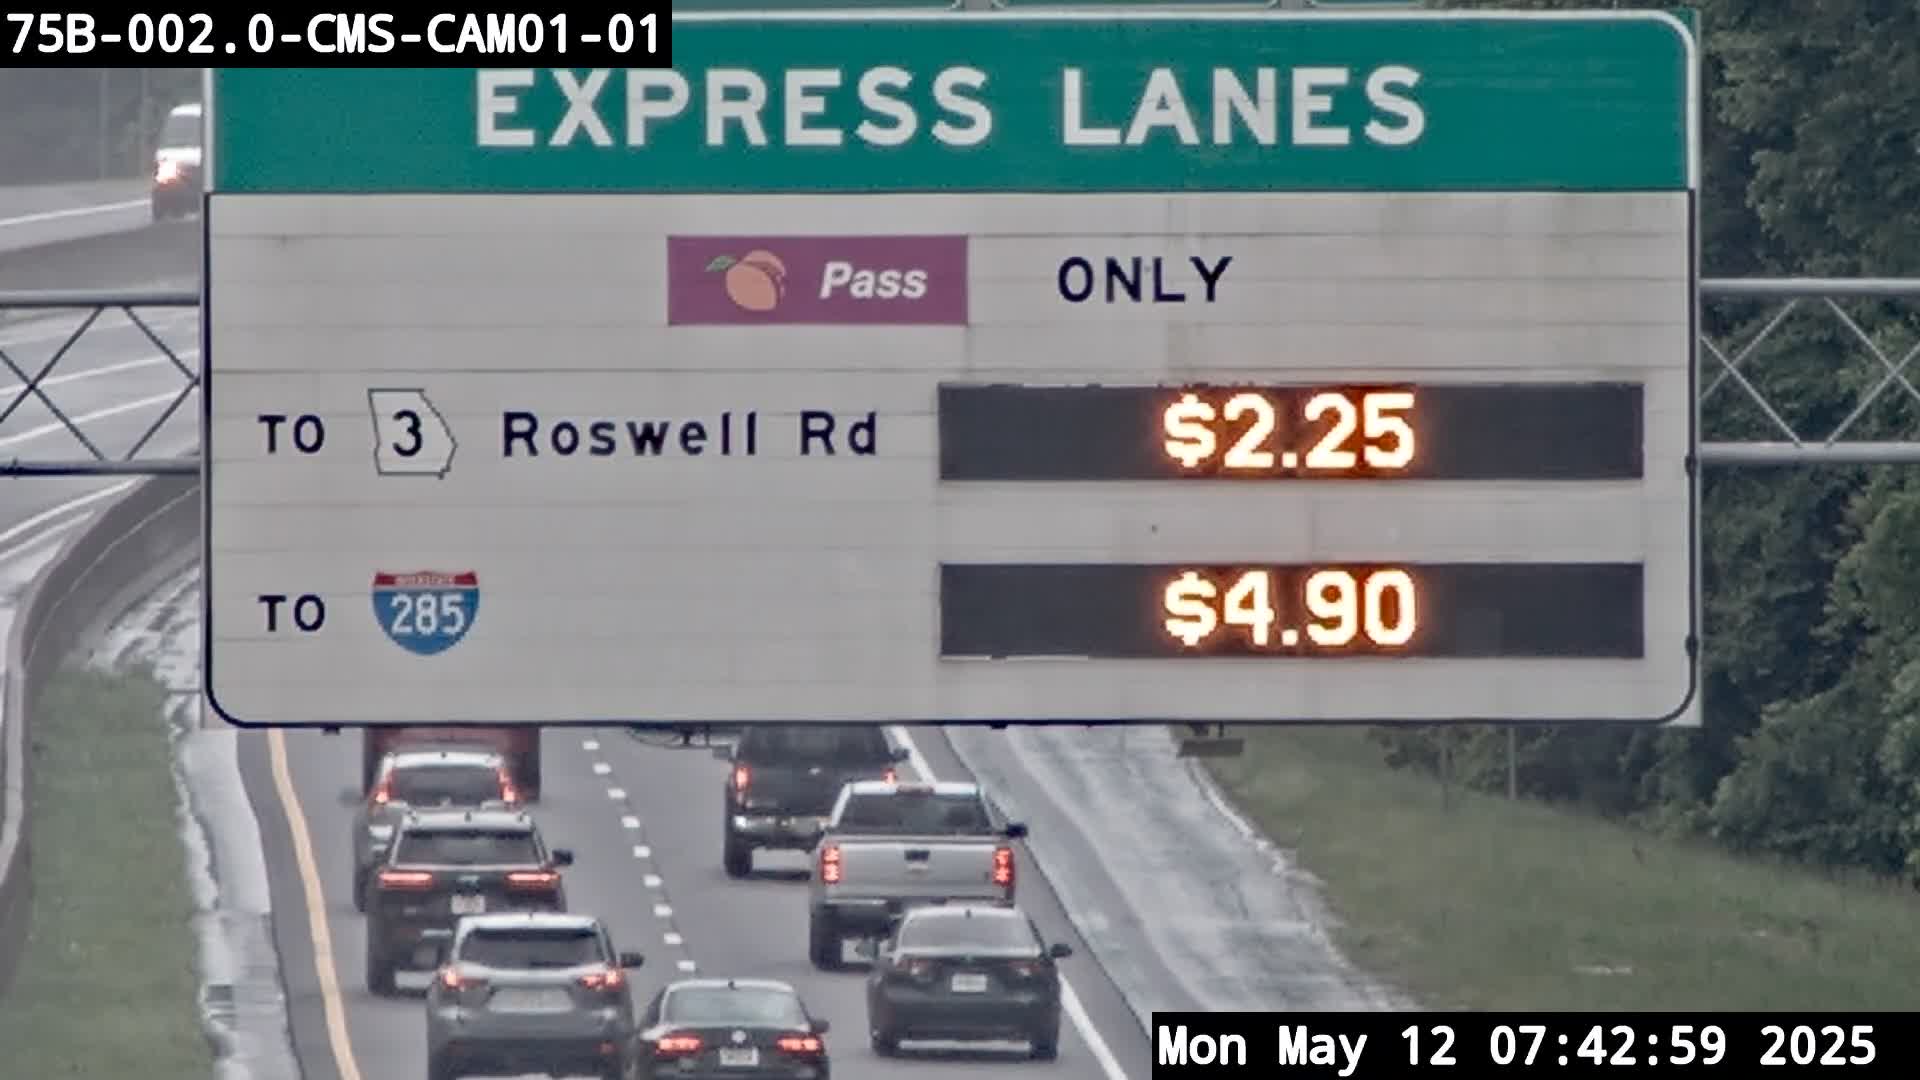 75B-002.0-CMS-CAM01-01
EXPRESS LANES
Pass ONLY
TO 3 Roswell Rd $2.25
INTERSTATE
TO 285 $4.90
Mon May 12 07:42:59 2025